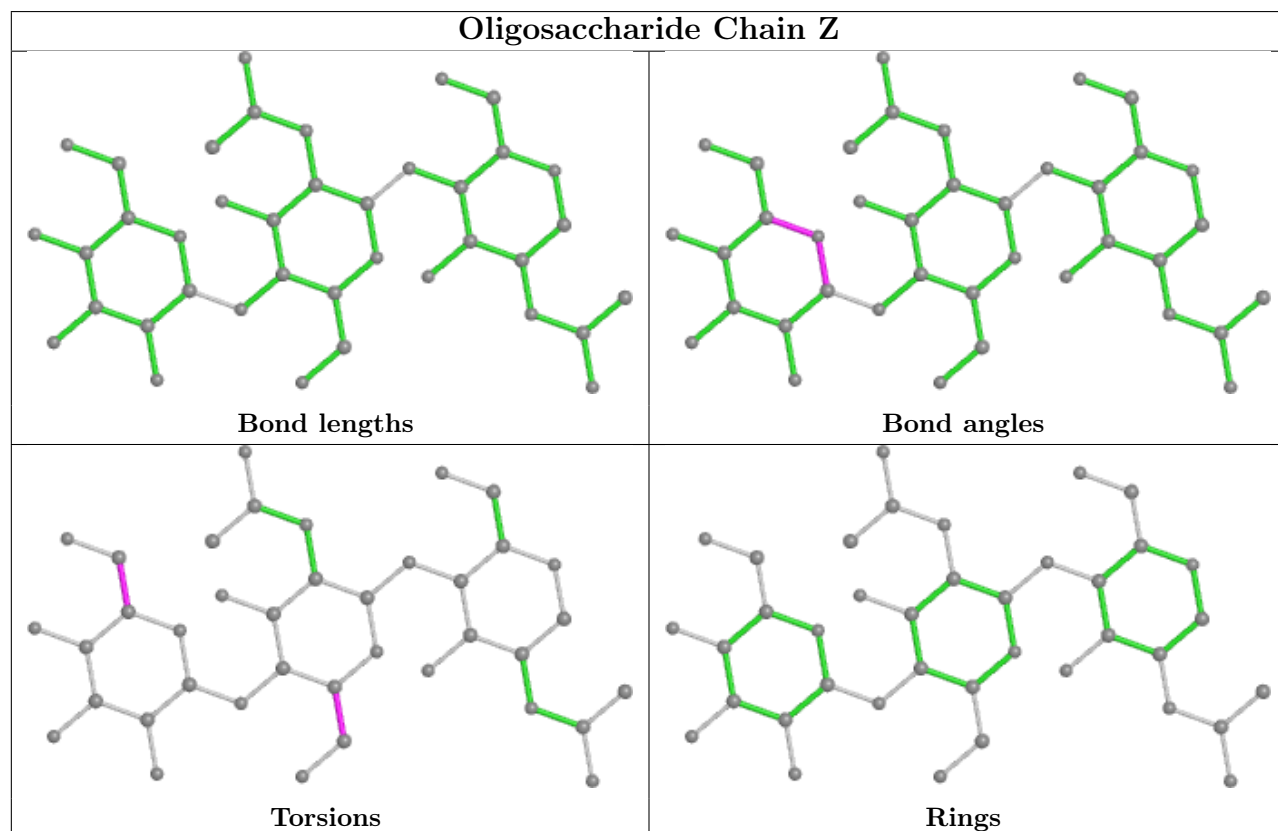 Oligosaccharide Chain Z
Bond lengths
Bond angles
Torsions
Rings